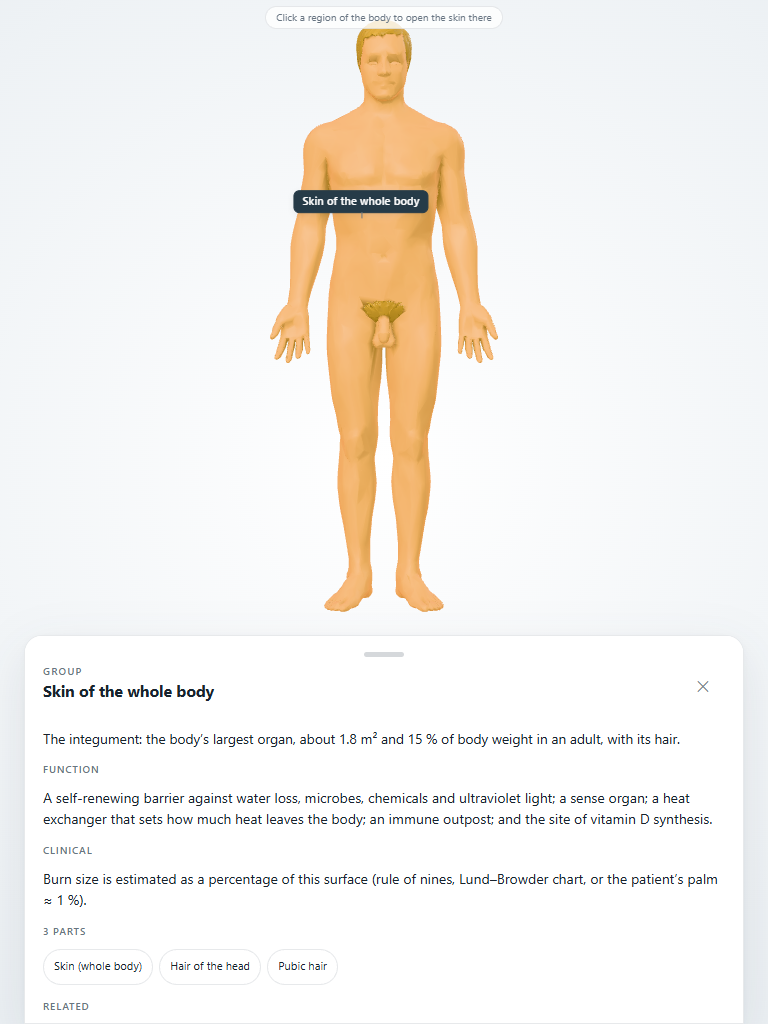 Click a region of the body to open the skin there
Skin of the whole body
GROUP
Skin of the whole body
The integument: the body’s largest organ, about 1.8 m² and 15 % of body weight in an adult, with its hair.
FUNCTION
A self-renewing barrier against water loss, microbes, chemicals and ultraviolet light; a sense organ; a heat
exchanger that sets how much heat leaves the body; an immune outpost; and the site of vitamin D synthesis.
CLINICAL
Burn size is estimated as a percentage of this surface (rule of nines, Lund–Browder chart, or the patient’s palm
≈ 1 %).
3 PARTS
Skin (whole body)
Hair of the head
Pubic hair
RELATED